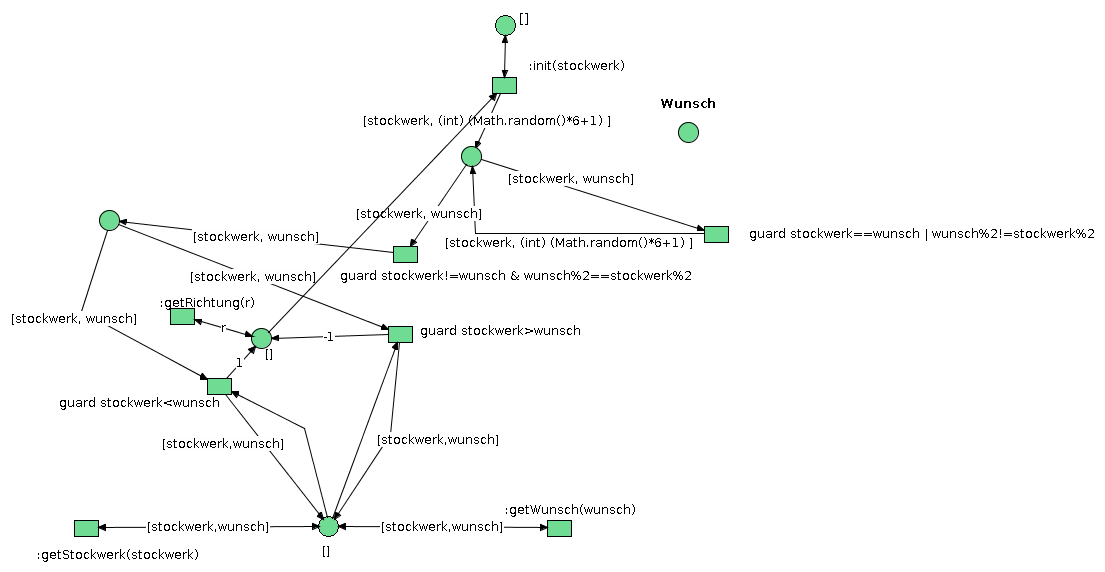 []
:init(stockwerk)
Wunsch
[stockwerk, (int) (Math.random()*6+1) ]
[stockwerk, wunsch]
[stockwerk, wunsch]
[stockwerk, wunsch]
[stockwerk, (int) (Math.random()*6+1) ]
guard stockwerk==wunsch | wunsch%2!=stockwerk%2
[stockwerk, wunsch]
guard stockwerk!=wunsch & wunsch%2==stockwerk%2
:getRichtung(r)
[stockwerk, wunsch]
r
-1
guard stockwerk>wunsch
[]
1
guard stockwerk<wunsch
[stockwerk,wunsch]
[stockwerk,wunsch]
:getWunsch(wunsch)
[stockwerk,wunsch]
[stockwerk,wunsch]
:getStockwerk(stockwerk)
[]